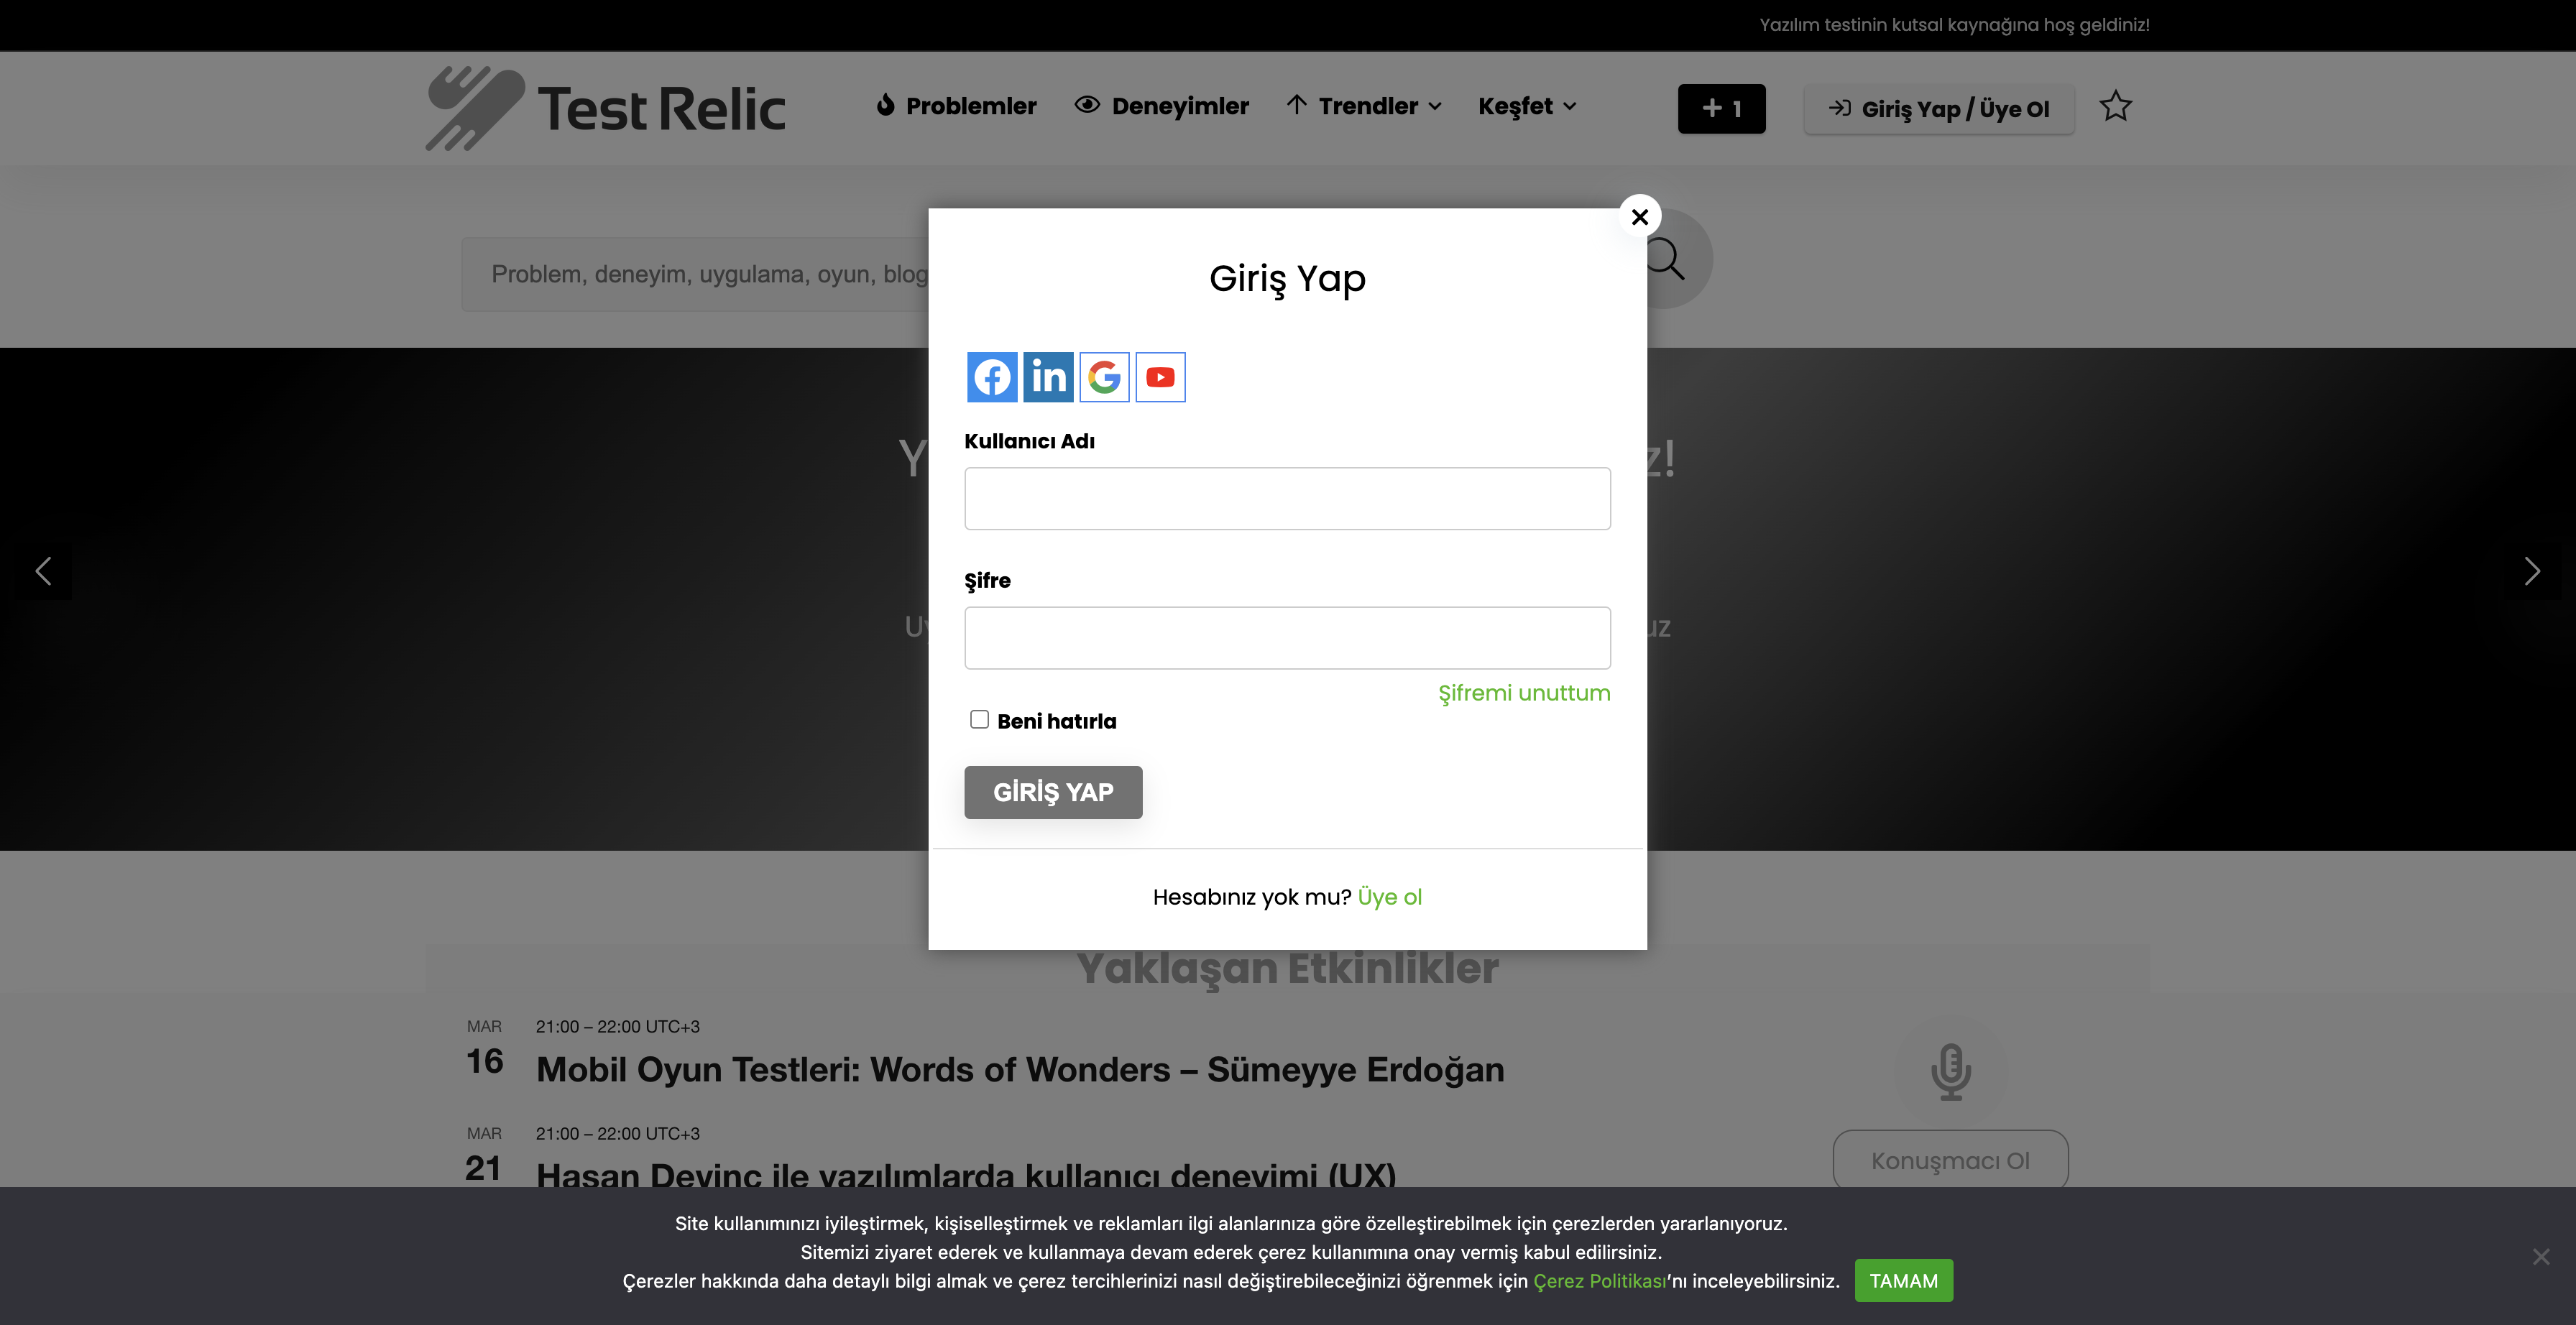 Yazılım testinin kutsal kaynağına hoş geldiniz!
Test Relic
Problemler
Deneyimler
Trendler
Keşfet
+ 1
Giriş Yap / Üye Ol
Problem, deneyim, uygulama, oyun, blog
Giriş Yap
Kullanıcı Adı
Şifre
Şifremi unuttum
Beni hatırla
GİRİŞ YAP
Hesabınız yok mu? Üye ol
Yaklaşan Etkinlikler
MAR
16
21:00 – 22:00 UTC+3
Mobil Oyun Testleri: Words of Wonders – Sümeyye Erdoğan
MAR
21
21:00 – 22:00 UTC+3
Hasan Devinç ile yazılımlarda kullanıcı deneyimi (UX)
Konuşmacı Ol
Site kullanımınızı iyileştirmek, kişiselleştirmek ve reklamları ilgi alanlarınıza göre özelleştirebilmek için çerezlerden yararlanıyoruz.
Sitemizi ziyaret ederek ve kullanmaya devam ederek çerez kullanımına onay vermiş kabul edilirsiniz.
Çerezler hakkında daha detaylı bilgi almak ve çerez tercihlerinizi nasıl değiştirebileceğinizi öğrenmek için Çerez Politikası’nı inceleyebilirsiniz.
TAMAM